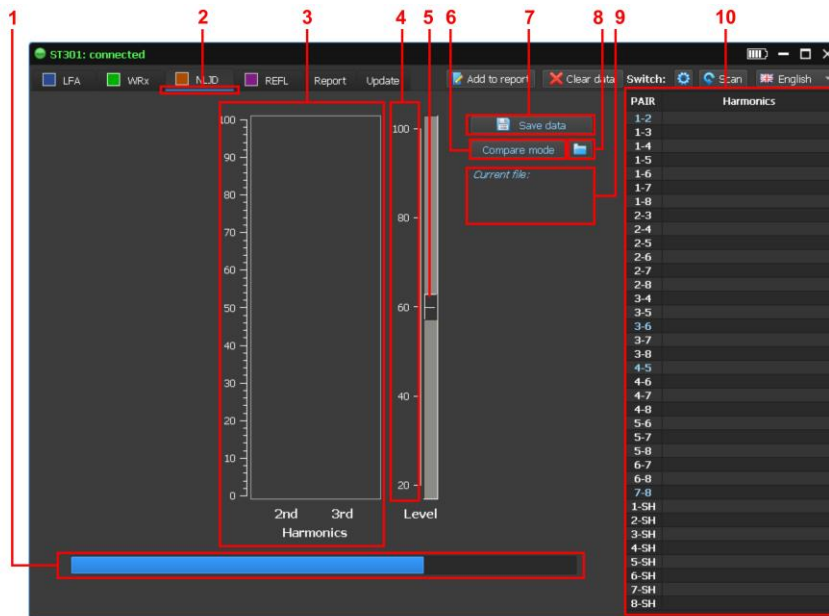 1 2 3 4 5 6 7 8 9 10
ST301: connected
LFA WRx NLJD REFL Report Update Add to report Clear data Switch: Scan English
PAIR Harmonics
1-2
1-3
1-4
1-5
1-6
1-7
1-8
2-3
2-4
2-5
2-6
2-7
2-8
3-4
3-5
3-6
3-7
3-8
4-5
4-6
4-7
4-8
5-6
5-7
5-8
6-7
6-8
7-8
1-SH
2-SH
3-SH
4-SH
5-SH
6-SH
7-SH
8-SH
Save data
Compare mode
Current file:
100
90
80
70
60
50
40
30
20
10
0
2nd 3rd
Harmonics
100
80
60
40
20
Level